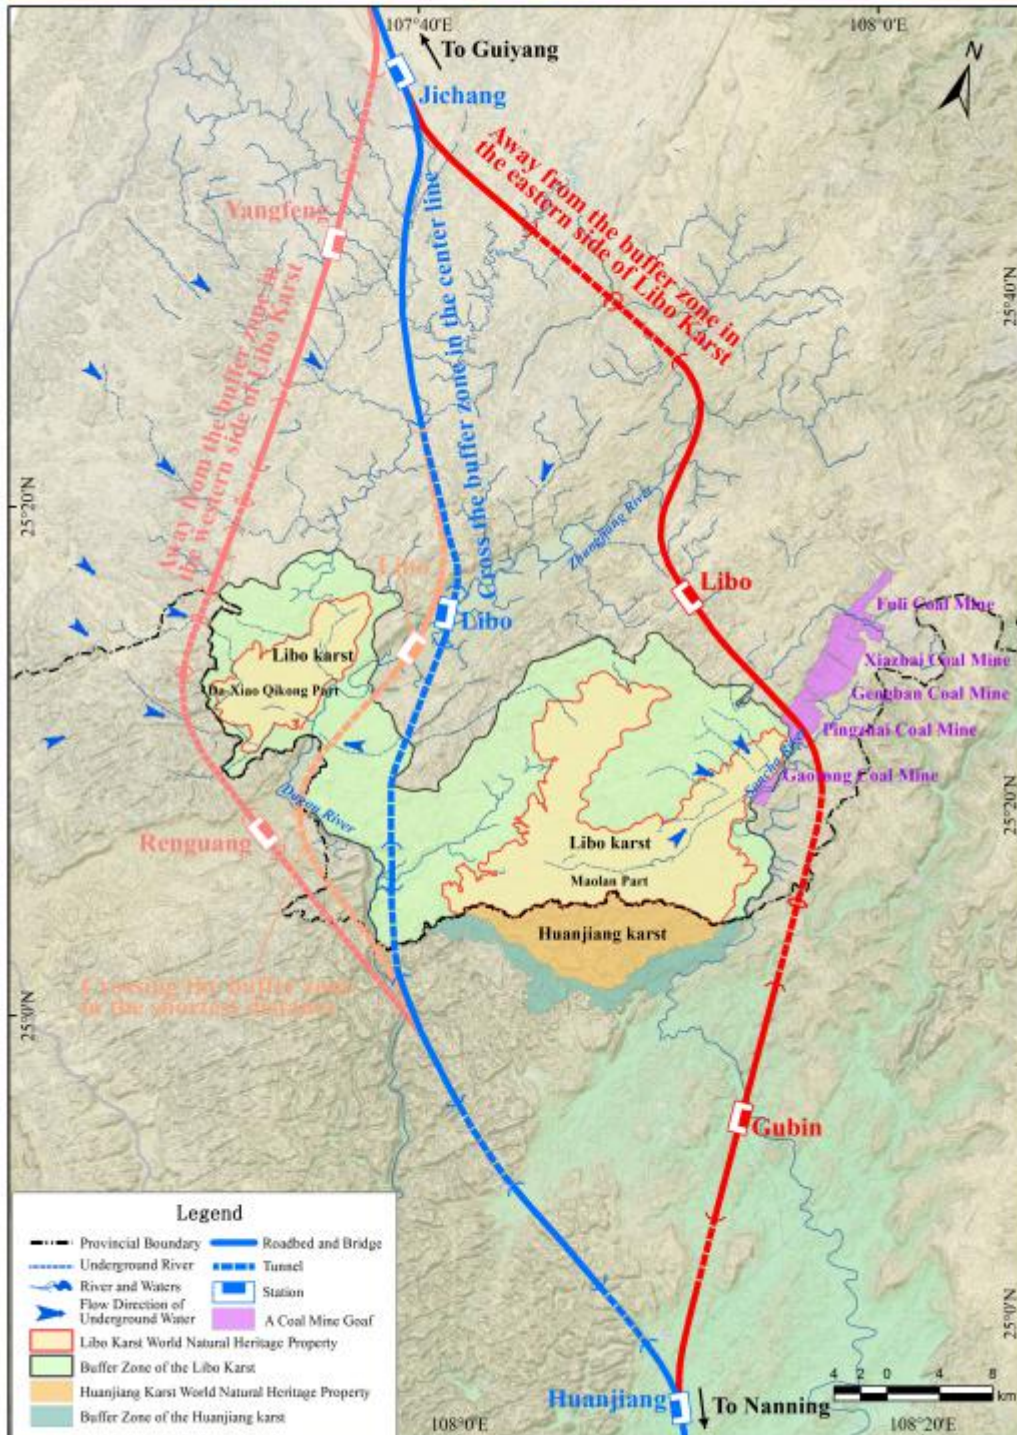 107°40'E
108°0'E
To Guiyang
N
Jichang
Away from the buffer zone in
the eastern side of Libo Karst
Yangfeng
Cross the buffer zone in the center line
Away from the buffer zone in
the western side of Libo Karst
25°40'N
25°20'N
Zhangjiang River
Libo
Libo
Libo
Fuli Coal Mine
Xiazhai Coal Mine
Gengban Coal Mine
Pingzhai Coal Mine
Gaotong Coal Mine
Libo karst
Da-Xiao Qikong Part
Sancha River
Dagou River
25°20'N
Renguang
Libo karst
Maolan Part
Huanjiang karst
Crossing the buffer zone
in the shortest distance
25°0'N
Gubin
Legend
Provincial Boundary
Roadbed and Bridge
Underground River
Tunnel
River and Waters
Station
Flow Direction of
Underground Water
A Coal Mine Goaf
Libo Karst World Natural Heritage Property
Buffer Zone of the Libo Karst
Huanjiang Karst World Natural Heritage Property
Buffer Zone of the Huanjiang karst
25°0'N
Huanjiang
To Nanning
4 2 0 4 8
km
108°0'E
108°20'E